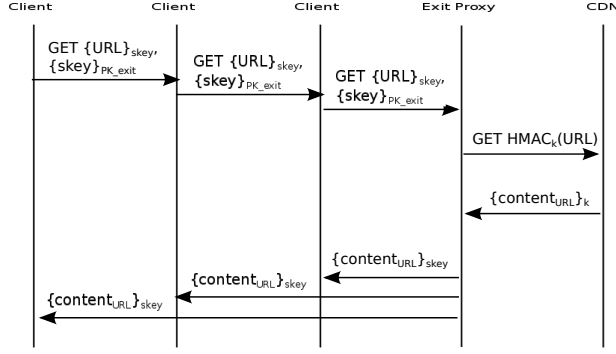 Client Client Client Exit Proxy CDN
GET {URL}skey,
{skey}PK_exit
GET {URL}skey,
{skey}PK_exit
GET {URL}skey,
{skey}PK_exit
GET HMACk(URL)
{contentURL}k
{contentURL}skey
{contentURL}skey
{contentURL}skey